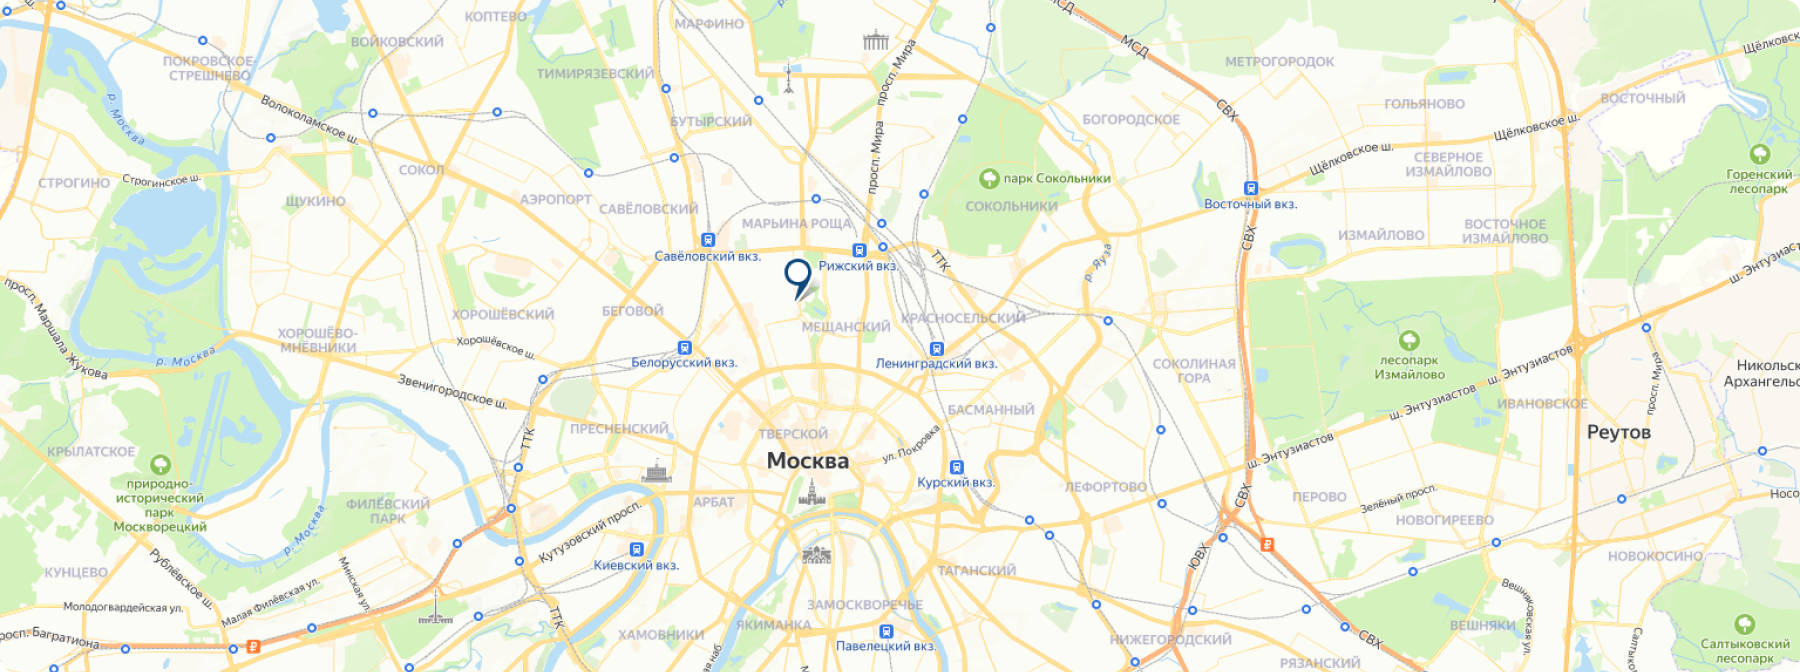 КОПТЕВО
МАРФИНО
МСД
ВОЙКОВСКИЙ
просп. Мира
МСД
Щёлковское
ПОКРОВСКОЕ-
СТРЕШНЕВО
ТИМИРЯЗЕВСКИЙ
МЕТРОГОРОДОК
р. Москва
Волоколамское ш.
СВХ
ГОЛЬЯНОВО
ВОСТОЧНЫЙ
БУТЫРСКИЙ
БОГОРОДСКОЕ
Щёлковское ш.
просп. Мира
Щёлковское ш.
СОКОЛ
СЕВЕРНОЕ
ИЗМАЙЛОВО
СТРОГИНО
Строгинское ш.
парк Сокольники
Горенский
лесопарк
ЩУКИНО
АЭРОПОРТ
САВЁЛОВСКИЙ
СОКОЛЬНИКИ
Восточный вкз.
МАРЬИНА РОЩА
ВОСТОЧНОЕ
ИЗМАЙЛОВО
СВХ
ИЗМАЙЛОВО
Савёловский вкз.
Рижский вкз.
ТТК
р. Яуза
ш. Энтузиаст
просп. Маршала Жукова
ХОРОШЁВСКИЙ
БЕГОВОЙ
МЕЩАНСКИЙ
КРАСНОСЕЛЬСКИЙ
ХОРОШЁВО-
МНЁВНИКИ
р. Москва
Хорошёвское ш.
Белорусский вкз.
Ленинградский вкз.
СОКОЛИНАЯ
ГОРА
лесопарк
Измайлово
ш. Энтузиастов
просп. Мира
Никольск
Архангельс
Звенигородское ш.
БАСМАННЫЙ
ш. Энтузиастов
ИВАНОВСКОЕ
ТТК
ПРЕСНЕНСКИЙ
ТВЕРСКОЙ
ул. Покровка
Реутов
КРЫЛАТСКОЕ
Москва
ш. Энтузиастов
природно-
исторический
парк
Москворецкий
Курский вкз.
ЛЕФОРТОВО
СВХ
ПЕРОВО
Зелёный просп.
Носо
ФИЛЁВСКИЙ
ПАРК
АРБАТ
НОВОГИРЕЕВО
р. Москва
Кутузовский просп.
ЮВХ
НОВОКОСИНО
КУНЦЕВО
Рублёвское ш.
Минская ул.
Киевский вкз.
ТАГАНСКИЙ
Малая Филёвская ул.
Молодогвардейская ул.
ТТК
ЗАМОСКВОРЕЧЬЕ
Вешняковская ул.
росп. Багратиона
ХАМОВНИКИ
ЯКИМАНКА
Павелецкий вкз.
НИЖЕГОРОДСКИЙ
СВХ
ВЕШНЯКИ
Салтыко
Салтыковский
лесопарк
ская наб.
РЯЗАНСКИЙ